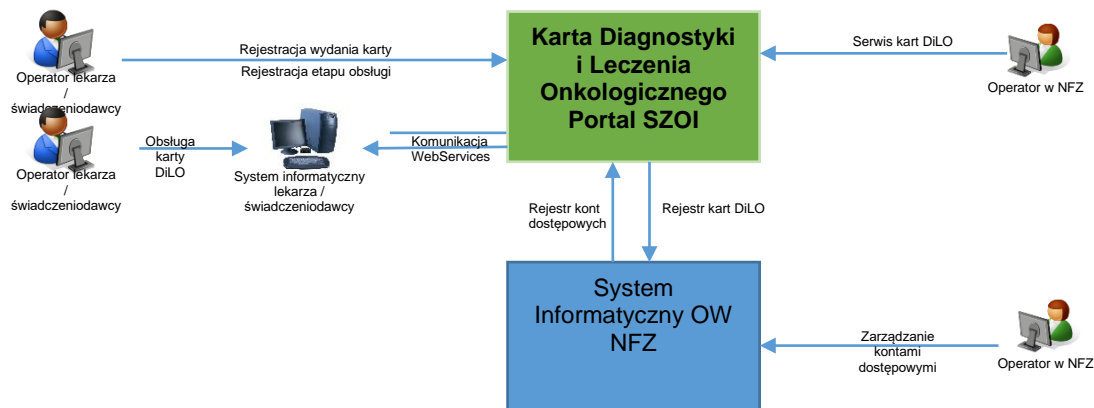 Rejestracja wydania karty
Rejestracja etapu obsługi
Operator lekarza
/
świadczeniodawcy
Karta Diagnostyki
i Leczenia
Onkologicznego
Portal SZOI
Serwis kart DiLO
Operator w NFZ
Operator lekarza
/
świadczeniodawcy
Obsługa
karty
DiLO
System informatyczny
lekarza /
świadczeniodawcy
Komunikacja
WebServices
Rejestr kont
dostępowych
Rejestr kart DiLO
System
Informatyczny OW
NFZ
Zarządzanie
kontami
dostępowymi
Operator w NFZ